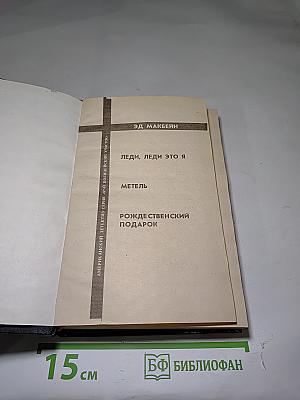 ЭД МАКБЕЙН
ЛЕДИ, ЛЕДИ ЭТО Я
МЕТЕЛЬ
РОЖДЕСТВЕНСКИЙ
ПОДАРОК
15 см
БФ БИБЛИОФАН